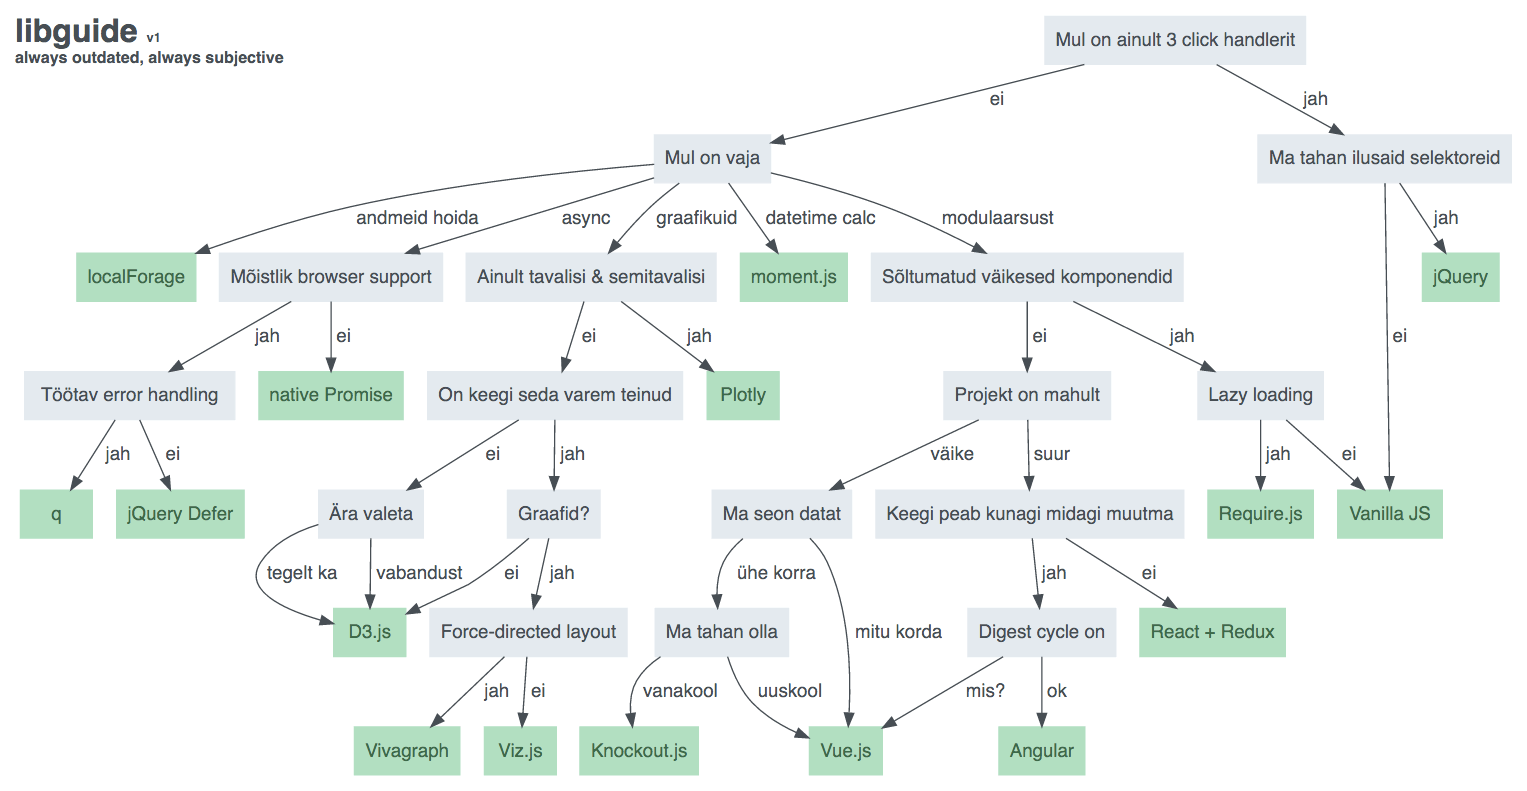 libguide v1
always outdated, always subjective
Mul on ainult 3 click handlerit
ei
jah
Mul on vaja
Ma tahan ilusaid selektoreid
andmeid hoida
async
graafikuid
datetime calc
modulaarsust
jah
localForage
Mõistlik browser support
Ainult tavalisi & semitavalisi
moment.js
Sõltumatud väikesed komponendid
jQuery
jah
ei
ei
jah
ei
jah
ei
Töötav error handling
native Promise
On keegi seda varem teinud
Plotly
Projekt on mahult
Lazy loading
jah
ei
ei
jah
väike
suur
jah
ei
q
jQuery Defer
Ära valeta
Graafid?
Ma seon datat
Keegi peab kunagi midagi muutma
Require.js
Vanilla JS
tegelt ka
vabandust
ei
jah
ühe korra
jah
ei
D3.js
Force-directed layout
Ma tahan olla
mitu korda
Digest cycle on
React + Redux
jah
ei
vanakool
uuskool
mis?
ok
Vivagraph
Viz.js
Knockout.js
Vue.js
Angular